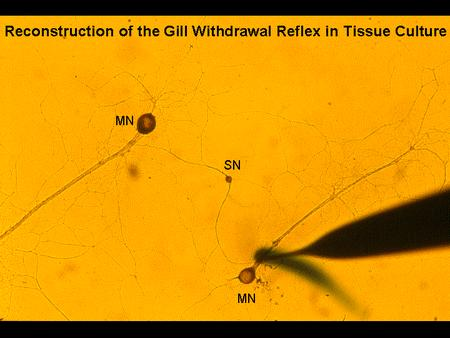 Reconstruction of the Gill Withdrawal Reflex in Tissue Culture
MN
SN
MN